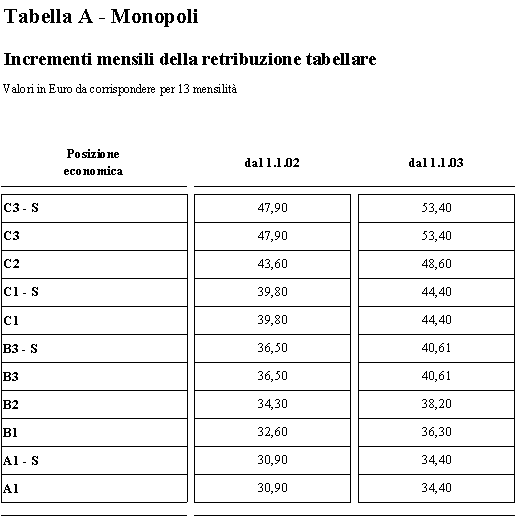 Tabella A - Monopoli
Incrementi mensili della retribuzione tabellare
Valori in Euro da corrispondere per 13 mensilità
Posizione
economica dal 1.1.02 dal 1.1.03
C3 - S 47,90 53,40
C3 47,90 53,40
C2 43,60 48,60
C1 - S 39,80 44,40
C1 39,80 44,40
B3 - S 36,50 40,61
B3 36,50 40,61
B2 34,30 38,20
B1 32,60 36,30
A1 - S 30,90 34,40
A1 30,90 34,40